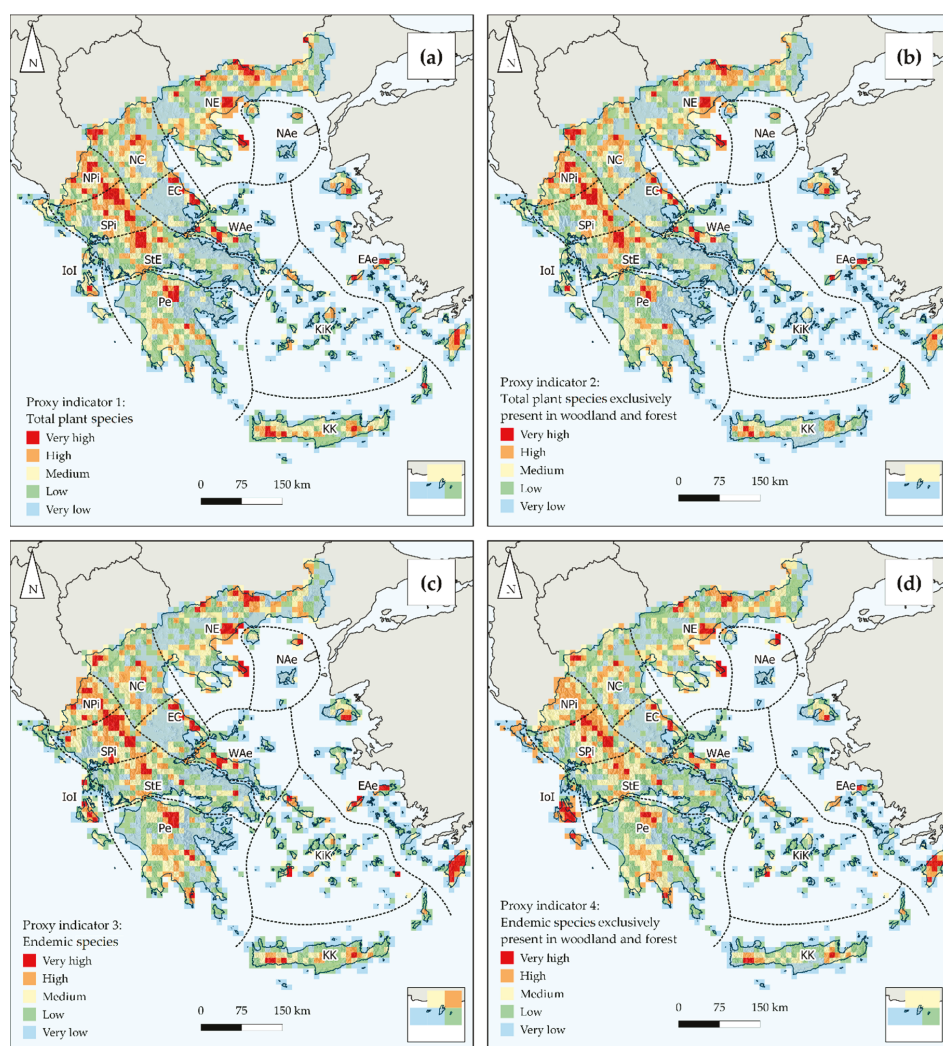 N
(a)
NE
NAe
NC
NPi
EC
SPi
WAe
StE
IoI
EAe
Pe
KiK
Proxy indicator 1:
Total plant species
Very high
High
Medium
Low
Very low
KK
0 75 150 km
N
(b)
NE
NAe
NC
NPi
EC
SPi
WAe
StE
IoI
EAe
Pe
KiK
Proxy indicator 2:
Total plant species exclusively
present in woodland and forest
Very high
High
Medium
Low
Very low
KK
0 75 150 km
N
(c)
NE
NAe
NC
NPi
EC
SPi
WAe
StE
IoI
EAe
Pe
KiK
Proxy indicator 3:
Endemic species
Very high
High
Medium
Low
Very low
KK
0 75 150 km
N
(d)
NE
NAe
NC
NPi
EC
SPi
WAe
StE
IoI
EAe
Pe
KiK
Proxy indicator 4:
Endemic species exclusively
present in woodland and forest
Very high
High
Medium
Low
Very low
KK
0 75 150 km